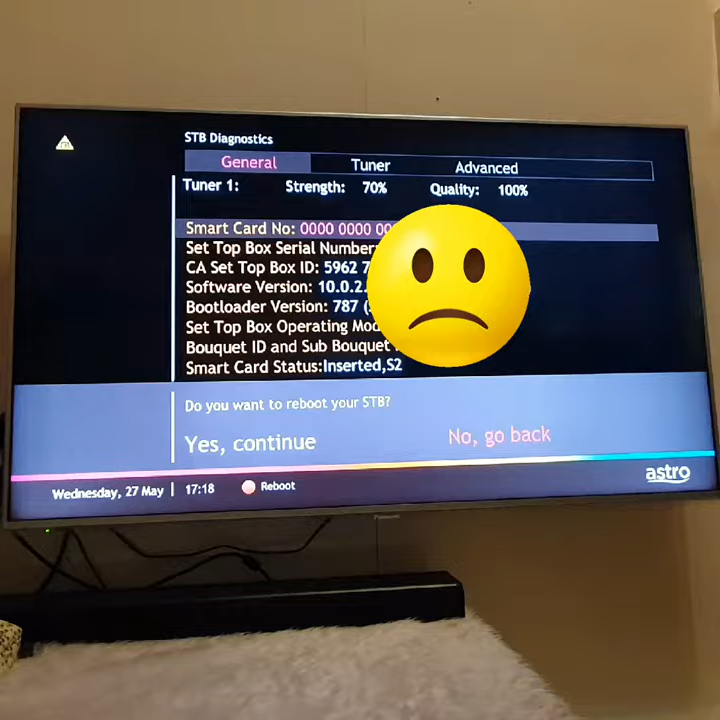 STB Diagnostics
General Tuner Advanced
Tuner 1: Strength: 70% Quality: 100%
Smart Card No: 0000 0000
Set Top Box Serial Number
CA Set Top Box ID: 5962
Software Version: 10.0.2.
Bootloader Version: 787
Set Top Box Operating
Bouquet ID and Sub Bouquet
Smart Card Status:Inserted,S2
Do you want to reboot your STB?
Yes, continue No, go back
astro
Wednesday, 27 May | 17:18 Reboot
Panasonic